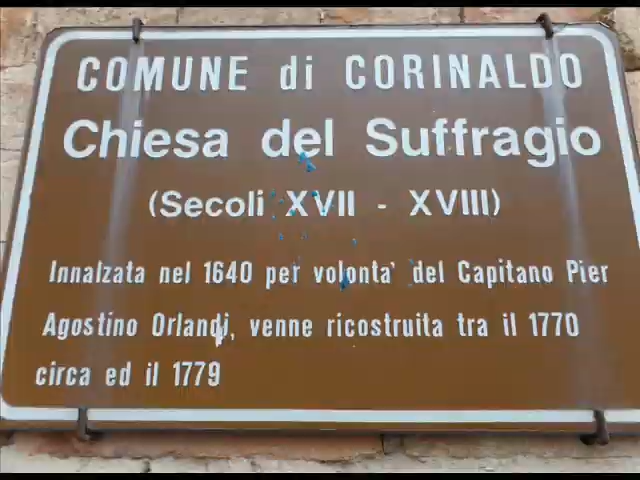 COMUNE di CORINALDO
Chiesa del Suffragio
(Secoli XVII - XVIII)
Innalzata nel 1640 per volonta' del Capitano Pier
Agostino Orlandi, venne ricostruita tra il 1770
circa ed il 1779